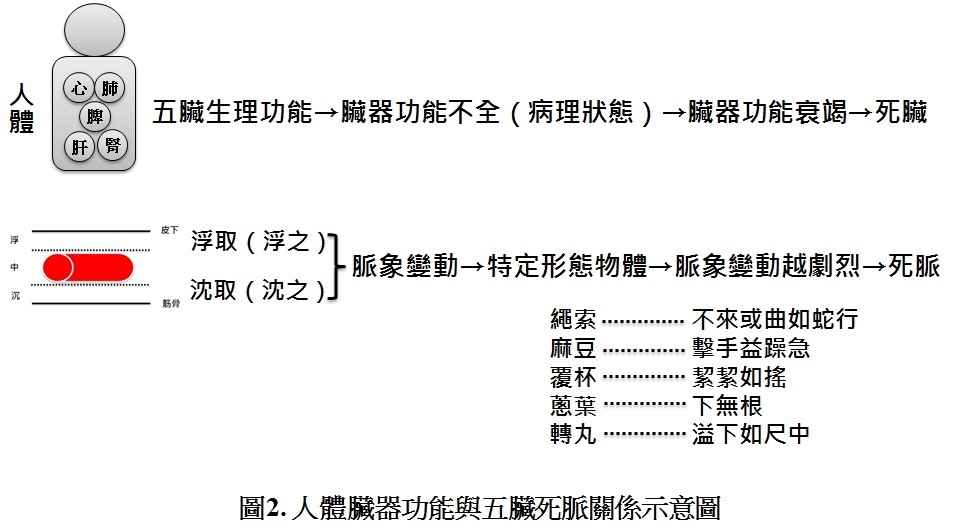 人體
心 肺
脾
肝 腎
五臟生理功能→臟器功能不全（病理狀態）→臟器功能衰竭→死臟
浮
中
沉
皮下
筋骨
浮取（浮之）
沈取（沈之）
脈象變動→特定形態物體→脈象變動越劇烈→死脈
繩索 ‧‧‧‧‧‧‧‧‧‧‧‧‧‧ 不來或曲如蛇行
麻豆 ‧‧‧‧‧‧‧‧‧‧‧‧‧‧ 擊手益躁急
覆杯 ‧‧‧‧‧‧‧‧‧‧‧‧‧‧ 絜絜如搖
蔥葉 ‧‧‧‧‧‧‧‧‧‧‧‧‧‧ 下無根
轉丸 ‧‧‧‧‧‧‧‧‧‧‧‧‧‧ 溢下如尺中
圖2. 人體臟器功能與五臟死脈關係示意圖